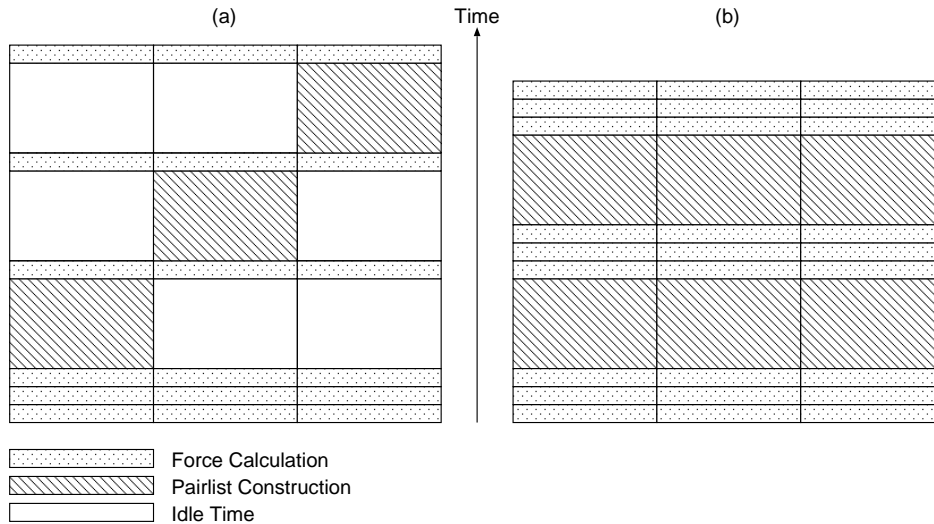 (a)
Time
(b)
Force Calculation
Pairlist Construction
Idle Time